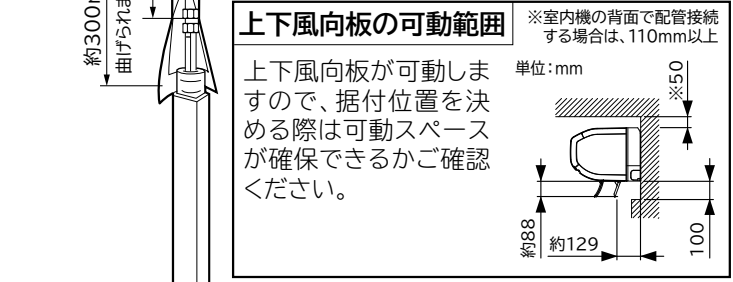 約300m
曲げられま
上下風向板の可動範囲
※室内機の背面で配管接続
する場合は、110mm以上
上下風向板が可動しま
すので、据付位置を決
める際は可動スペース
が確保できるかご確認
ください。
単位：mm
※50
約88
約129
100